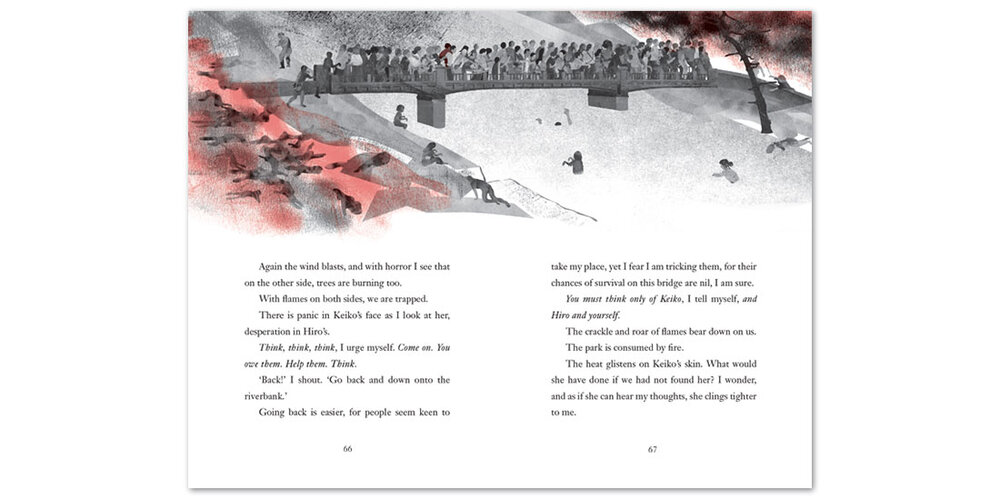 Again the wind blasts, and with horror I see that
on the other side, trees are burning too.
With flames on both sides, we are trapped.
There is panic in Keiko’s face as I look at her,
desperation in Hiro’s.
Think, think, think, I urge myself. Come on. You
owe them. Help them. Think.
‘Back!’ I shout. ‘Go back and down onto the
riverbank.’
Going back is easier, for people seem keen to
66
take my place, yet I fear I am tricking them, for their
chances of survival on this bridge are nil, I am sure.
You must think only of Keiko, I tell myself, and
Hiro and yourself.
The crackle and roar of flames bear down on us.
The park is consumed by fire.
The heat glistens on Keiko’s skin. What would
she have done if we had not found her? I wonder,
and as if she can hear my thoughts, she clings tighter
to me.
67